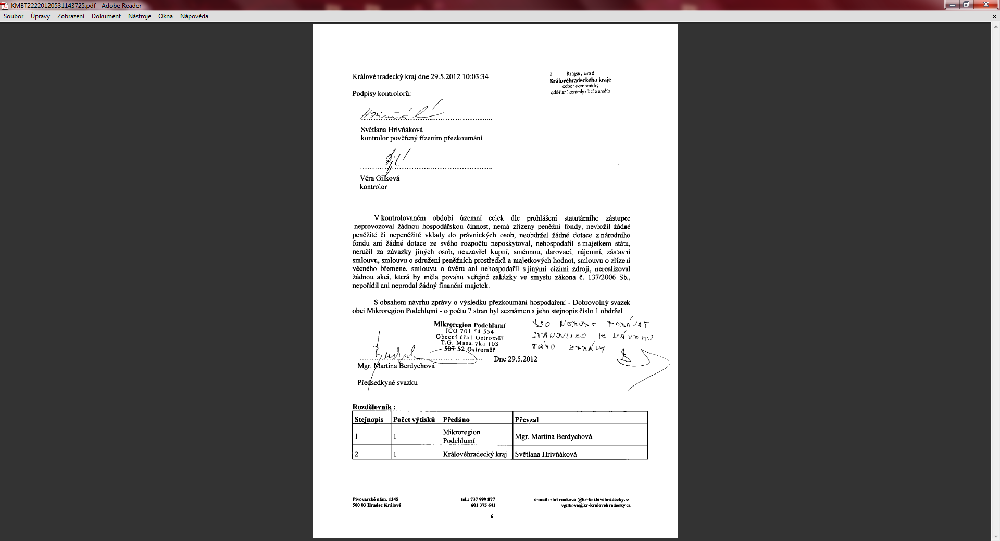 KMBT22220120531143725.pdf - Adobe Reader
Soubor Úpravy Zobrazení Dokument Nástroje Okna Nápověda
Královéhradecký kraj dne 29.5.2012 10:03:34
2 Krajský úřad
Královéhradeckého kraje
odbor ekonomický
oddělení kontroly obcí a analýz
Podpisy kontrolorů:
Světlana Hrivňáková
kontrolor pověřený řízením přezkoumání
Věra Gilková
kontrolor
V kontrolovaném období územní celek dle prohlášení statutárního zástupce
neprovozoval žádnou hospodářskou činnost, nemá zřízeny peněžní fondy, nevložil žádné
peněžité či nepeněžité vklady do právnických osob, neobdržel žádné dotace z národního
fondu ani žádné dotace ze svého rozpočtu neposkytoval, nehospodařil s majetkem státu,
neručil za závazky jiných osob, neuzavřel kupní, směnnou, darovací, nájemní, zástavní
smlouvu, smlouvu o sdružení peněžních prostředků a majetkových hodnot, smlouvu o zřízení
věcného břemene, smlouvu o úvěru ani nehospodařil s jinými cizími zdroji, nerealizoval
žádnou akci, která by měla povahu veřejné zakázky ve smyslu zákona č. 137/2006 Sb.,
nepořídil ani neprodal žádný finanční majetek.
S obsahem návrhu zprávy o výsledku přezkoumání hospodaření - Dobrovolný svazek
obcí Mikroregion Podchlumí - o počtu 7 stran byl seznámen a jeho stejnopis číslo 1 obdržel
Mikroregion Podchlumí
IČO 701 54 554
Obecní úřad Ostroměř
T.G. Masaryka 103
507 52 Ostroměř
DSO NEBUDE PODÁVAT
STANOVISKO K NÁVRHU
TÉTO ZPRÁVY
Dne 29.5.2012
Mgr. Martina Berdychová
Předsedkyně svazku
Rozdělovník :
Stejnopis Počet výtisků Předáno Převzal
1 1 Mikroregion Podchlumí Mgr. Martina Berdychová
2 1 Královéhradecký kraj Světlana Hrivňáková
Pivovarské nám. 1245 tel.: 737 999 877 e-mail: shrivnakova @kr-kralovehradecky.cz
500 03 Hradec Králové 601 375 641 vgilkova@kr-kralovehradecky.cz
6